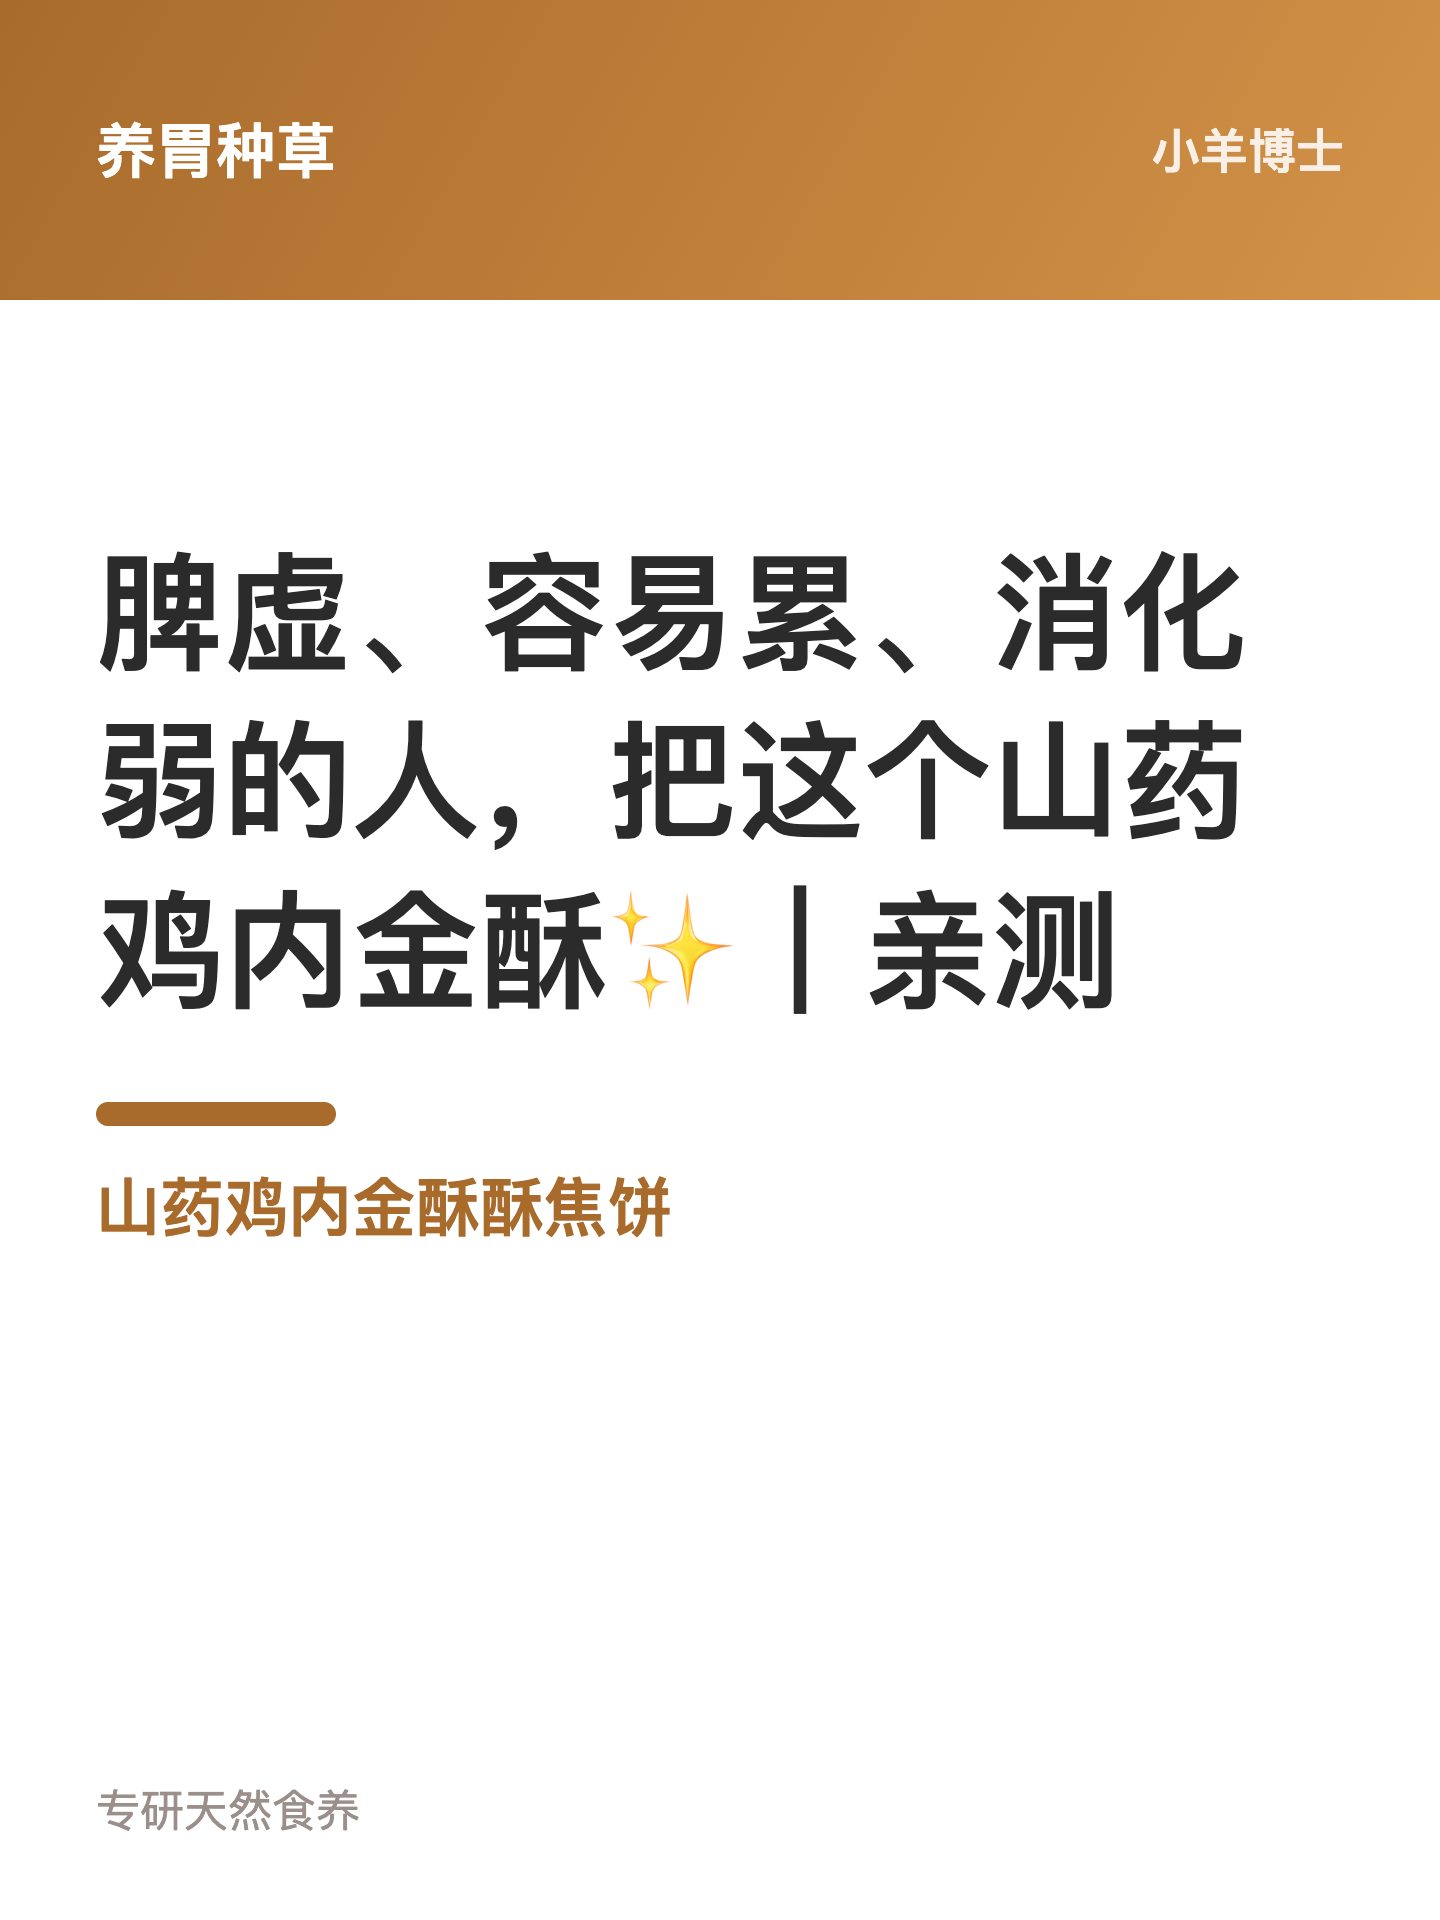 养胃种草
小羊博士
脾虚、容易累、消化
弱的人，把这个山药
鸡内金酥✨｜亲测
山药鸡内金酥酥焦饼
专研天然食养